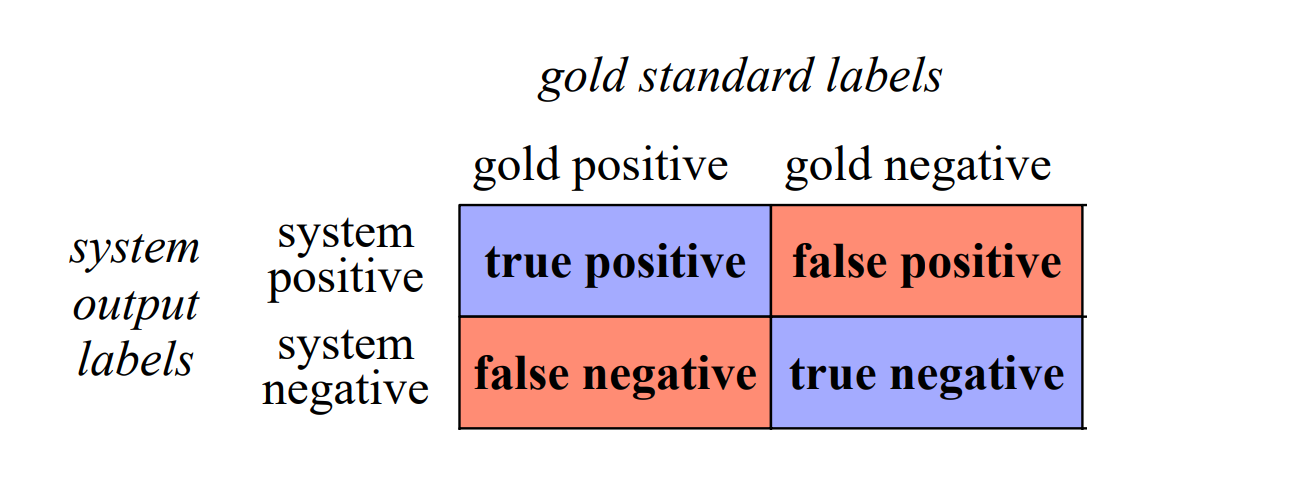 gold standard labels
gold positive gold negative
system
positive
true positive false positive
system
output
labels
system
negative
false negative true negative